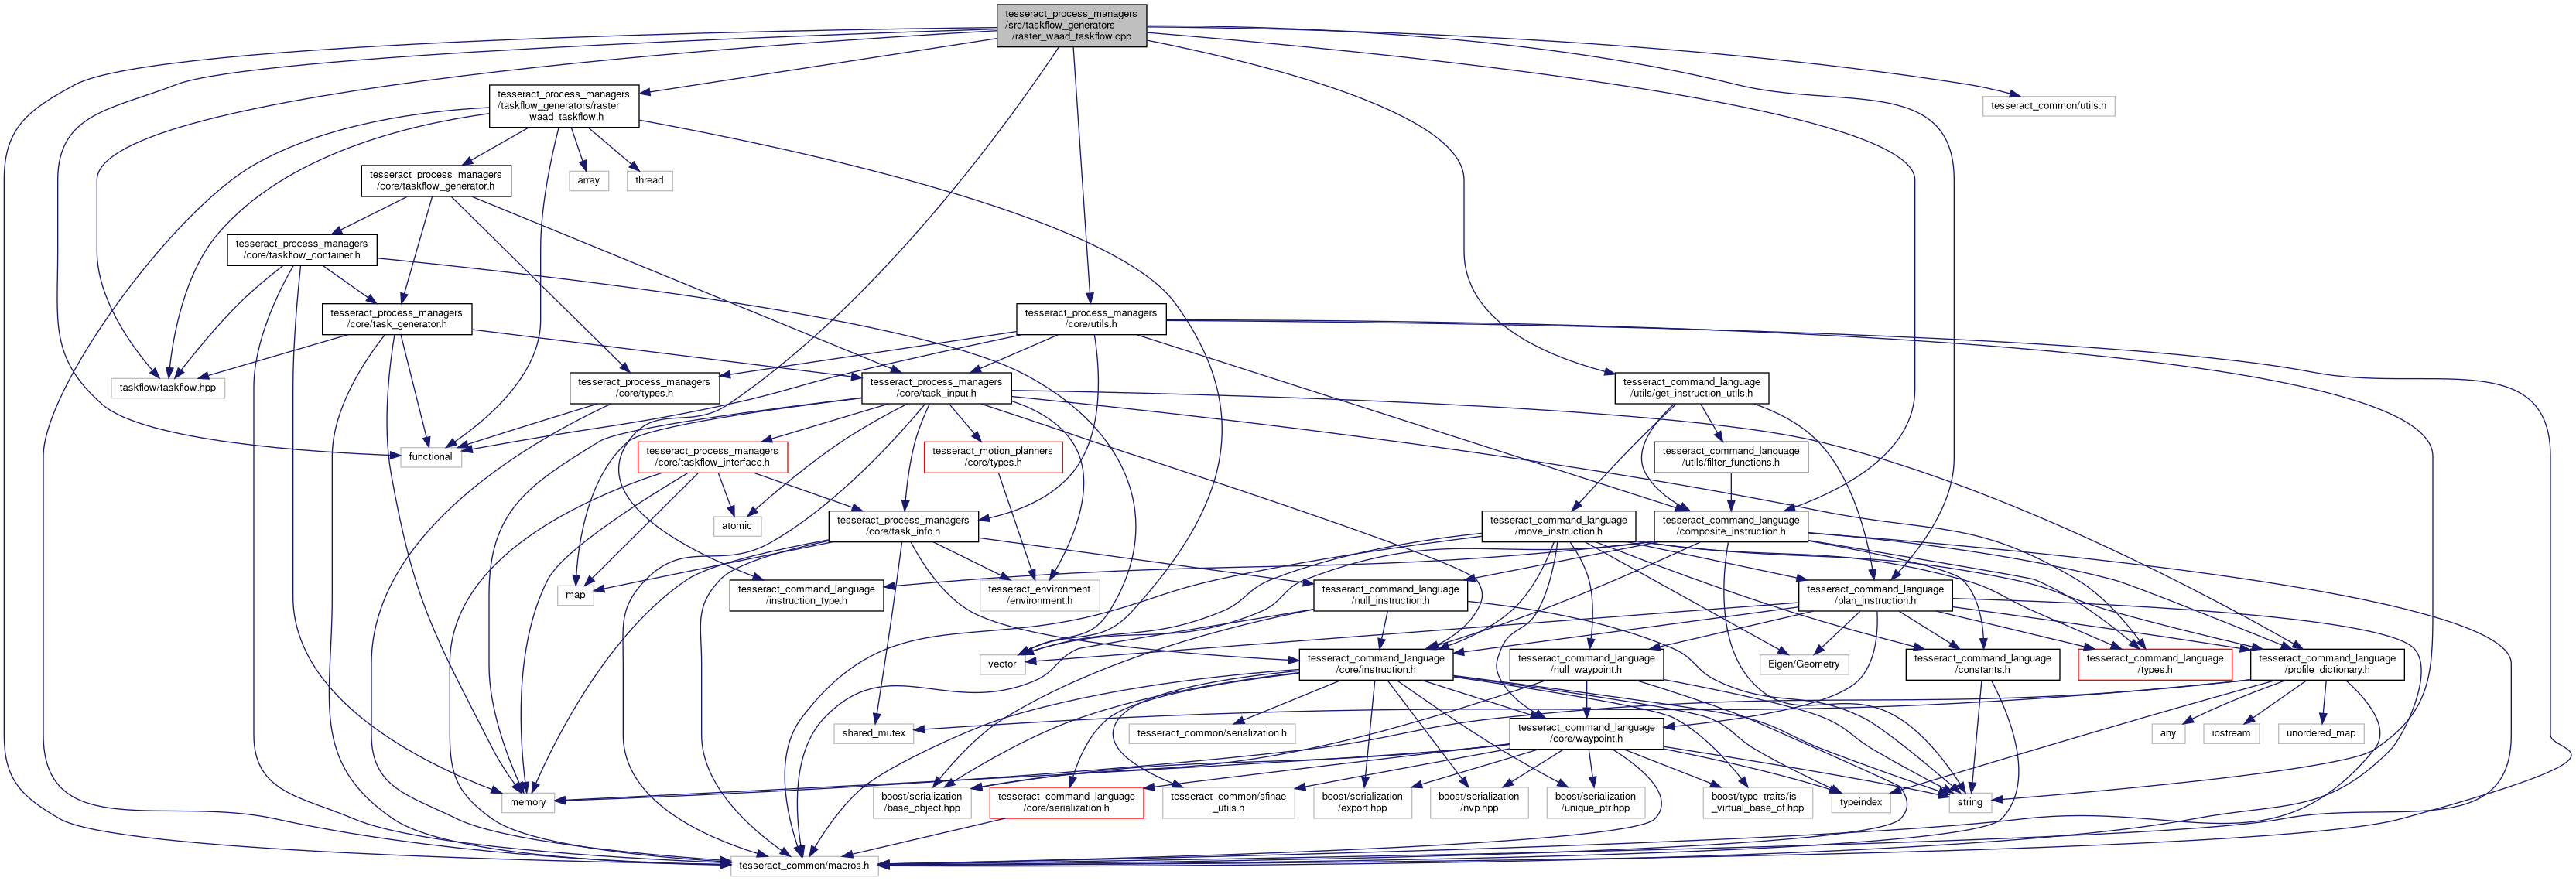 tesseract_process_managers
/src/taskflow_generators
/raster_waad_taskflow.cpp
tesseract_process_managers
/taskflow_generators/raster
_waad_taskflow.h
tesseract_common/utils.h
tesseract_process_managers
/core/taskflow_generator.h
array
thread
tesseract_process_managers
/core/taskflow_container.h
tesseract_process_managers
/core/task_generator.h
tesseract_process_managers
/core/utils.h
taskflow/taskflow.hpp
tesseract_process_managers
/core/types.h
tesseract_process_managers
/core/task_input.h
tesseract_command_language
/utils/get_instruction_utils.h
functional
tesseract_process_managers
/core/taskflow_interface.h
tesseract_motion_planners
/core/types.h
tesseract_command_language
/utils/filter_functions.h
atomic
tesseract_process_managers
/core/task_info.h
tesseract_command_language
/move_instruction.h
tesseract_command_language
/composite_instruction.h
map
tesseract_command_language
/instruction_type.h
tesseract_environment
/environment.h
tesseract_command_language
/null_instruction.h
tesseract_command_language
/plan_instruction.h
vector
tesseract_command_language
/core/instruction.h
tesseract_command_language
/null_waypoint.h
Eigen/Geometry
tesseract_command_language
/constants.h
tesseract_command_language
/types.h
tesseract_command_language
/profile_dictionary.h
shared_mutex
tesseract_common/serialization.h
tesseract_command_language
/core/waypoint.h
any
iostream
unordered_map
memory
boost/serialization
/base_object.hpp
tesseract_command_language
/core/serialization.h
tesseract_common/sfinae
_utils.h
boost/serialization
/export.hpp
boost/serialization
/nvp.hpp
boost/serialization
/unique_ptr.hpp
boost/type_traits/is
_virtual_base_of.hpp
typeindex
string
tesseract_common/macros.h